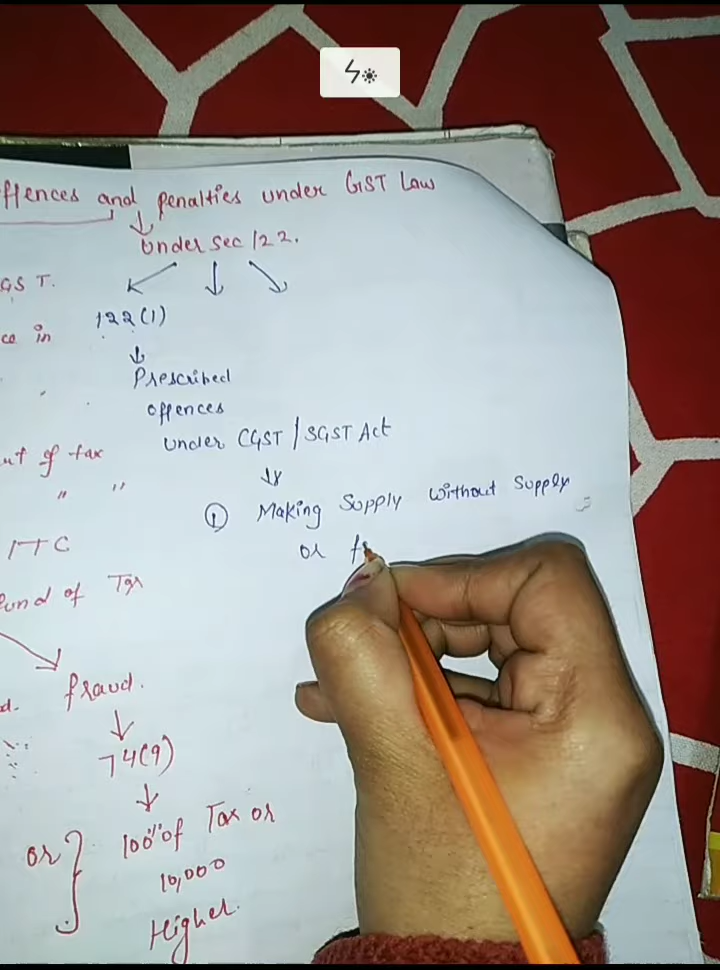 ffences and penalties under GST Law
Under Sec 122.
GS T.
122(1)
ce in
Prescribed
offences
under CGST / SGST Act
ut of tax
" "
① Making Supply without Supply
or
ITC
fund of Tax
fraud.
d.
74(9)
100% of Tax or
or
10,000
Higher.